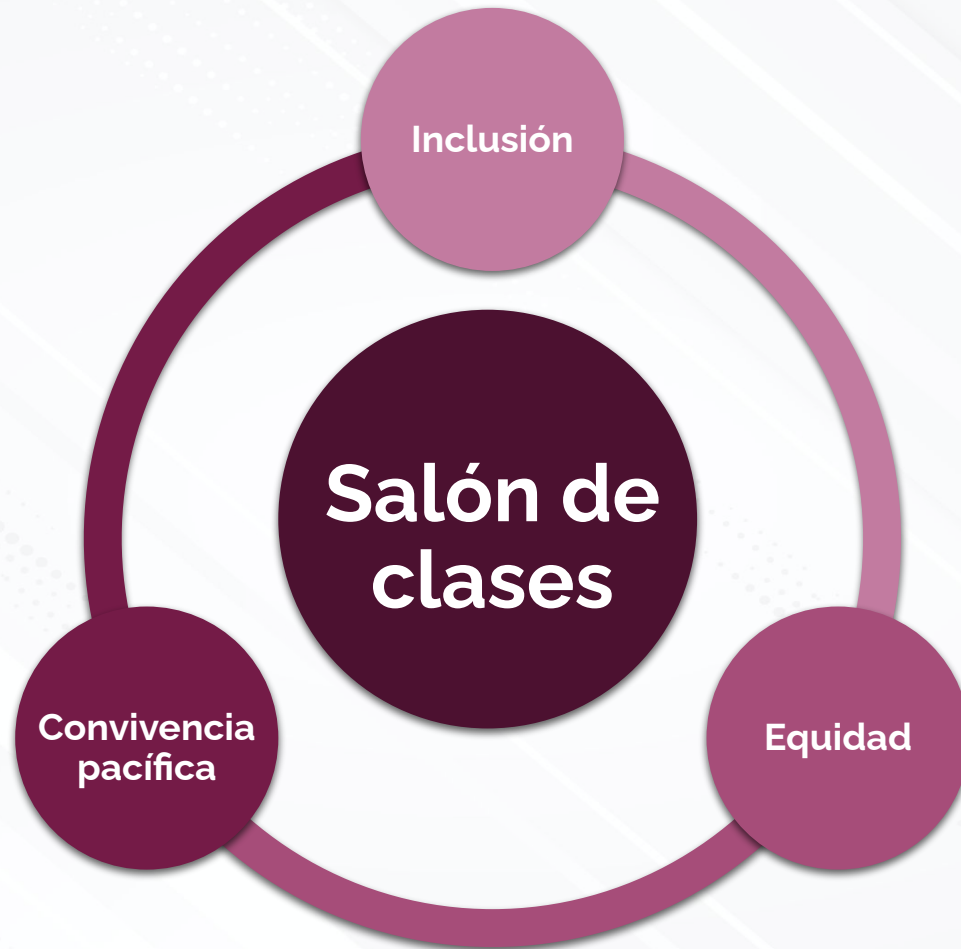 Inclusión
Salón de
clases
Convivencia
pacífica
Equidad